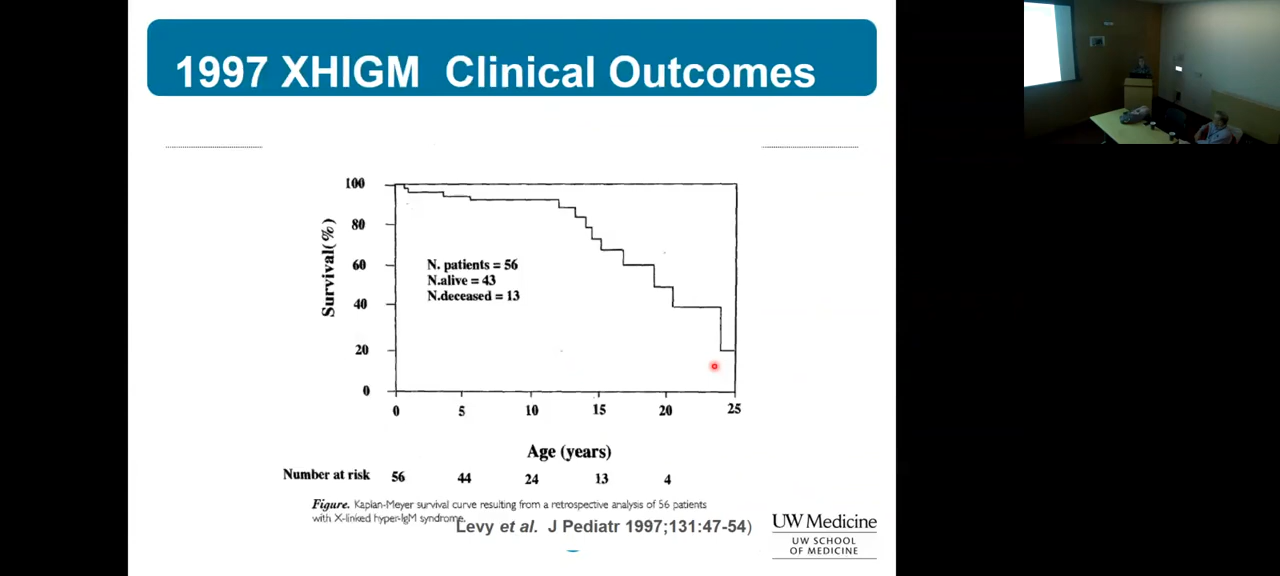 1997 XHIGM Clinical Outcomes
100
80
60
40
20
0
Survival(%)
N. patients = 56
N.alive = 43
N.deceased = 13
0 5 10 15 20 25
Age (years)
Number at risk 56 44 24 13 4
Figure. Kaplan-Meyer survival curve resulting from a retrospective analysis of 56 patients
with X-linked hyper-IgM syndrome.
Levy et al. J Pediatr 1997;131:47-54)
UW Medicine
UW SCHOOL
OF MEDICINE